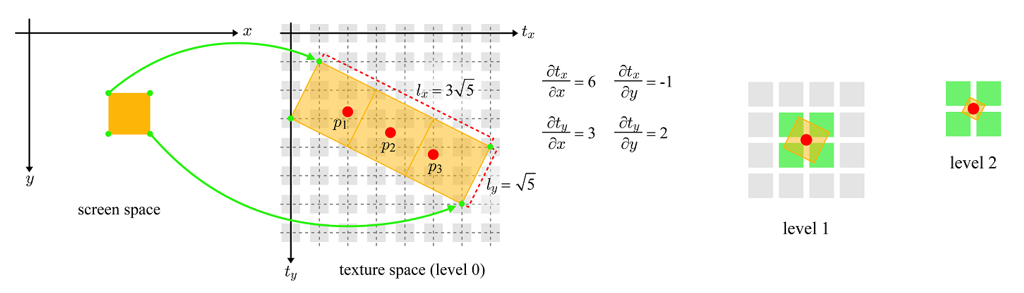 x
y
screen space
t_x
t_y
l_x = 3√5
l_y = √5
p_1
p_2
p_3
texture space (level 0)
∂t_x/∂x = 6 ∂t_x/∂y = -1
∂t_y/∂x = 3 ∂t_y/∂y = 2
level 1
level 2